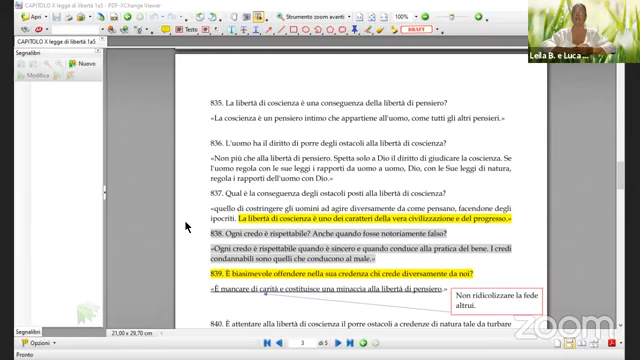 CAPITOLO X legge di libertà 1a5 - PDF-XChange Viewer
Apri
Strumento zoom avanti
100%
Testo
DRAFT
Leila B. e Luca
CAPITOLO X legge di libertà 1a5
Segnalibri
Nuovo
Modifica
835. La libertà di coscienza è una conseguenza della libertà di pensiero?
«La coscienza è un pensiero intimo che appartiene all'uomo, come tutti gli altri pensieri.»
836. L'uomo ha il diritto di porre degli ostacoli alla libertà di coscienza?
«Non più che alla libertà di pensiero. Spetta solo a Dio il diritto di giudicare la coscienza. Se
l'uomo regola con sue leggi i rapporti da uomo a uomo, Dio, con le Sue leggi di natura,
regola i rapporti dell'uomo con Dio.»
837. Qual è la conseguenza degli ostacoli posti alla libertà di coscienza?
«quello di costringere gli uomini ad agire diversamente da come pensano, facendone degli
ipocriti. La libertà di coscienza è uno dei caratteri della vera civilizzazione e del progresso.»
838. Ogni credo è rispettabile? Anche quando fosse notoriamente falso?
«Ogni credo è rispettabile quando è sincero e quando conduce alla pratica del bene. I credi
condannabili sono quelli che conducono al male.»
839. È biasimevole offendere nella sua credenza chi crede diversamente da noi?
«È mancare di carità e costituisce una minaccia alla libertà di pensiero.»
Non ridicolizzare la fede
altrui.
840. È attentare alla libertà di coscienza il porre ostacoli a credenze di natura tale da turbare
Segnalibri
21,00 x 29,70 cm
Opzioni
3
di 5
Pronto
zoom